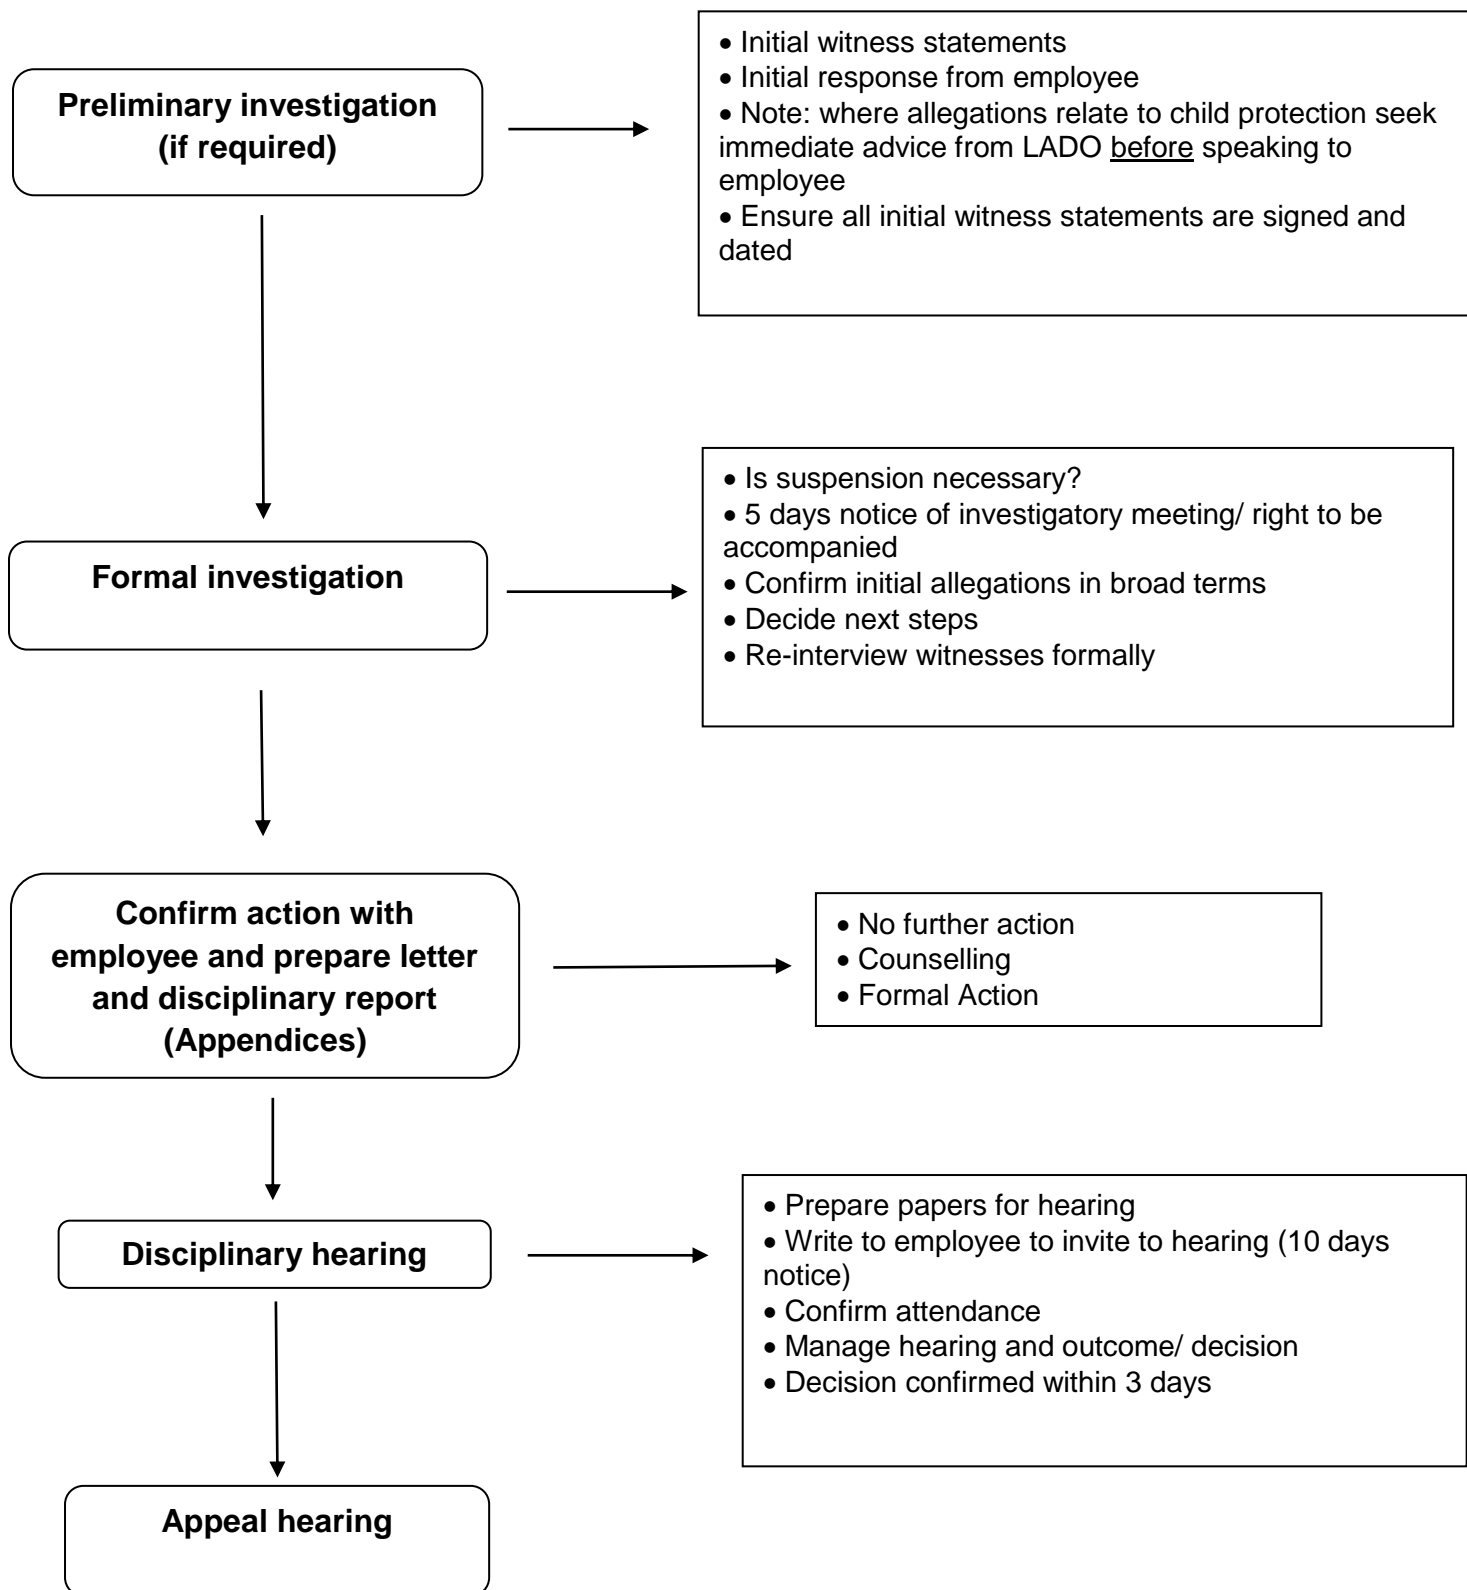 Preliminary investigation
(if required)
• Initial witness statements
• Initial response from employee
• Note: where allegations relate to child protection seek
immediate advice from LADO before speaking to
employee
• Ensure all initial witness statements are signed and
dated
Formal investigation
• Is suspension necessary?
• 5 days notice of investigatory meeting/ right to be
accompanied
• Confirm initial allegations in broad terms
• Decide next steps
• Re-interview witnesses formally
Confirm action with
employee and prepare letter
and disciplinary report
(Appendices)
• No further action
• Counselling
• Formal Action
Disciplinary hearing
• Prepare papers for hearing
• Write to employee to invite to hearing (10 days
notice)
• Confirm attendance
• Manage hearing and outcome/ decision
• Decision confirmed within 3 days
Appeal hearing